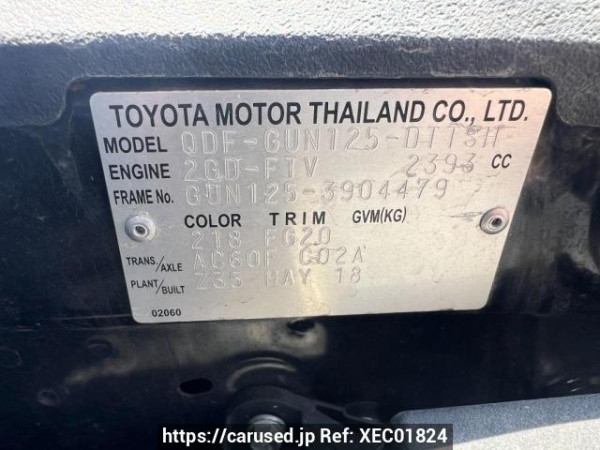 TOYOTA MOTOR THAILAND CO., LTD.
MODEL QDF-GUN125-DTTSH
ENGINE 2GD-FTV 2393 CC
FRAME No. GUN125-3904479
COLOR TRIM GVM(KG)
218 FG20
TRANS/AXLE AC60F G02A
PLANT/BUILT Z35 MAY 18
02060
https://carused.jp Ref: XEC01824